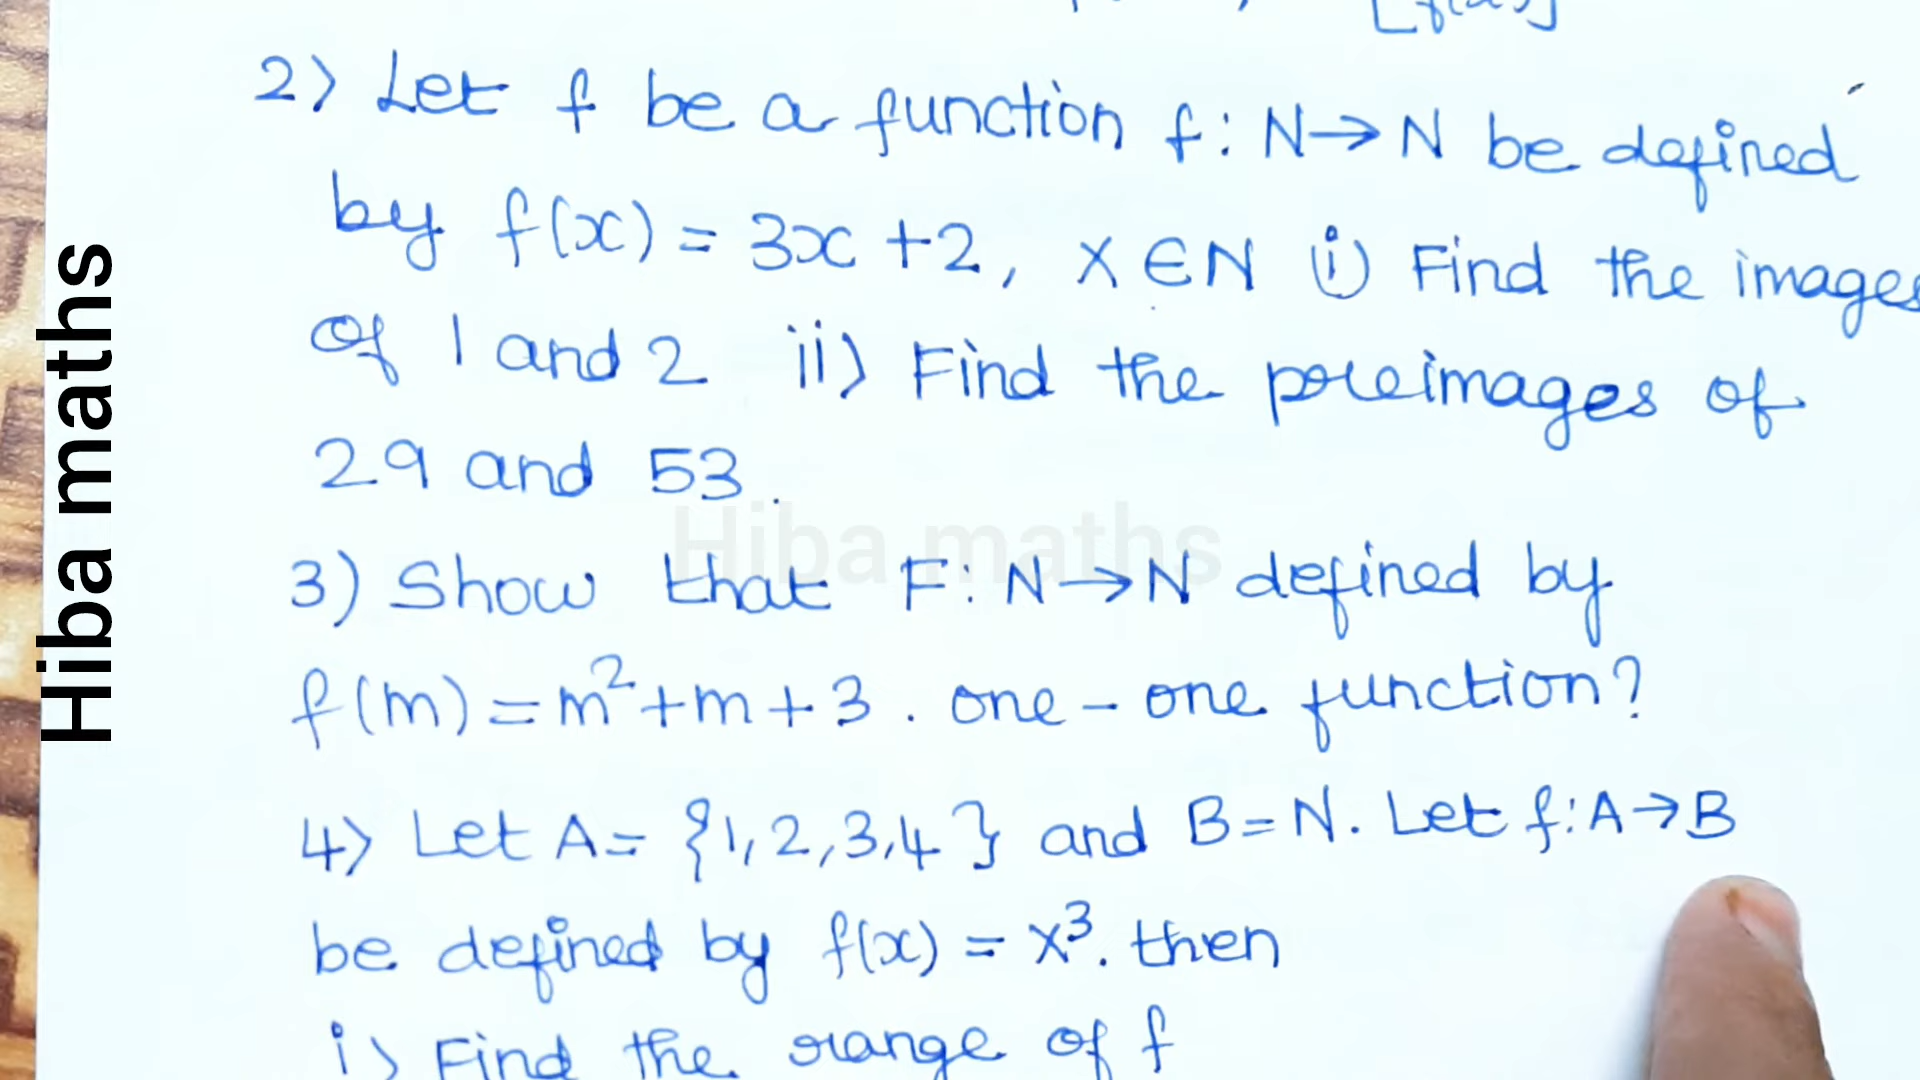 2) Let f be a function f: N→N be defined
by f(x) = 3x +2, x ∈N i) Find the images
of 1 and 2 ii) Find the preimages of
29 and 53.
3) Show that F: N→N defined by
f(m) = m²+m+3. one-one function?
4) Let A= {1,2,3,4} and B=N. Let f: A→B
be defined by f(x) = x³. then
i) Find the range of f
Hiba maths
Hiba maths